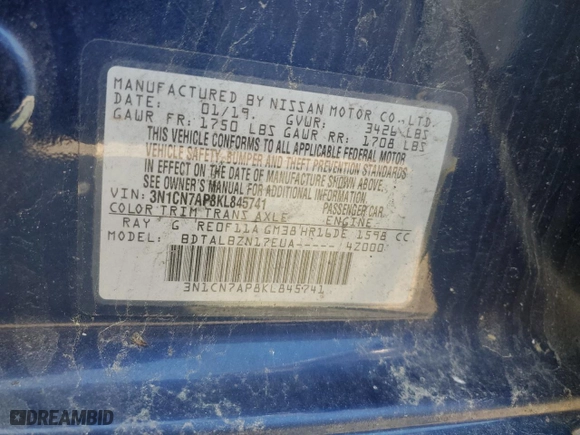 MANUFACTURED BY NISSAN MOTOR CO.,LTD.
DATE: 01/19. GVWR: 3426 LBS
GAWR FR: 1750 LBS GAWR RR: 1708 LBS
THIS VEHICLE CONFORMS TO ALL APPLICABLE FEDERAL MOTOR
VEHICLE SAFETY, BUMPER AND THEFT PREVENTION STANDARDS
IN EFFECT ON THE DATE OF MANUFACTURE SHOWN ABOVE.
SEE OWNER'S MANUAL FOR ADDITIONAL INFORMATION.
VIN: 3N1CN7AP8KL845741 PASSENGER CAR
COLOR TRIM TRANS AXLE ENGINE
RAY G RE0F11A GM38 HR16DE 1598 CC
MODEL: BDTALBZN17EUA----- 42000
3N1CN7AP8KL845741
DREAMBID